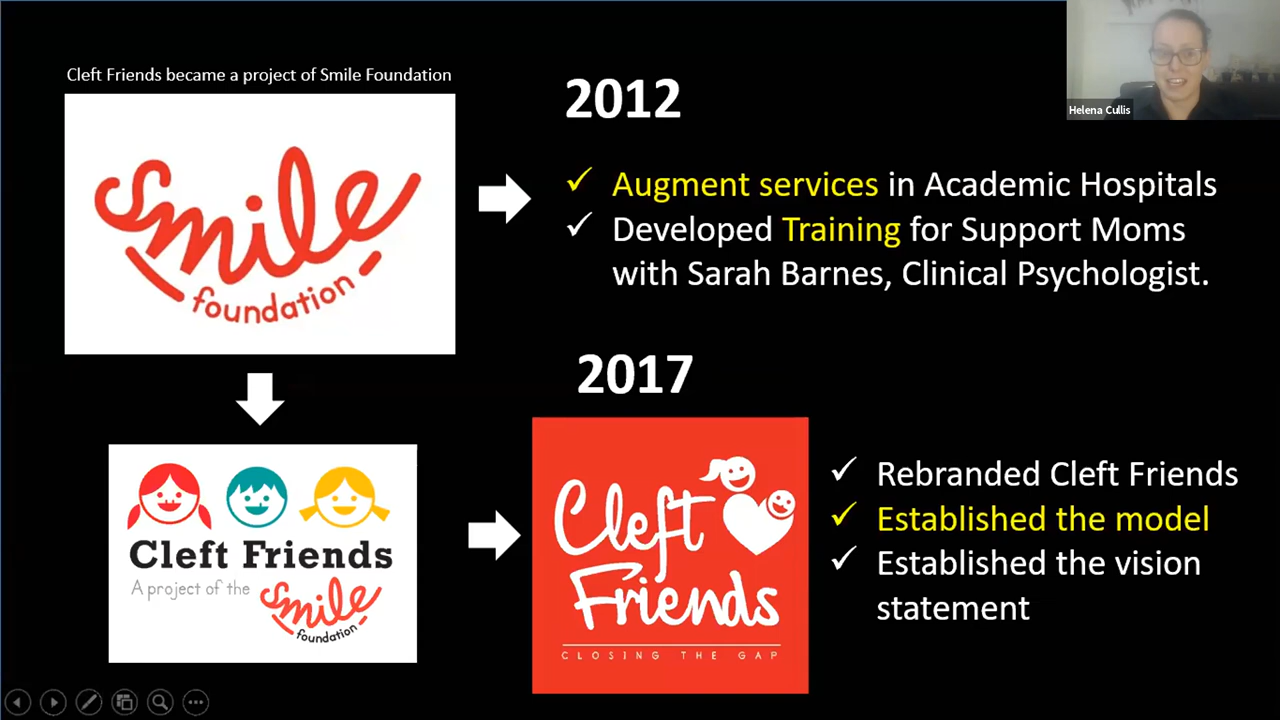 Helena Cullis
Cleft Friends became a project of Smile Foundation
smile
foundation
2012
Augment services in Academic Hospitals
Developed Training for Support Moms
with Sarah Barnes, Clinical Psychologist.
Cleft Friends
A project of the
smile
foundation
2017
Cleft
Friends
CLOSING THE GAP
Rebranded Cleft Friends
Established the model
Established the vision
statement